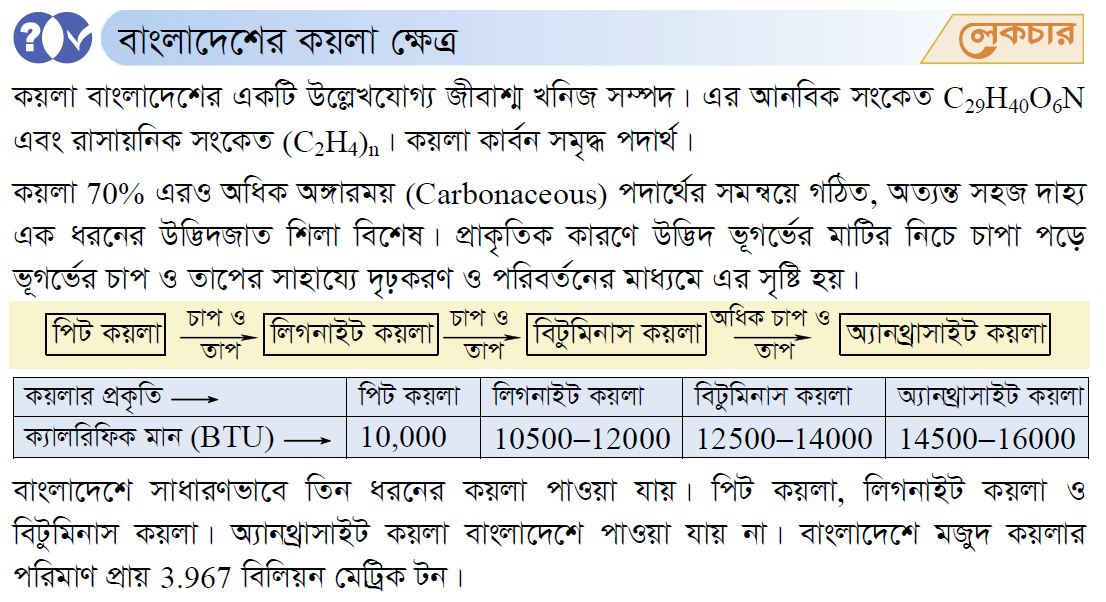 বাংলাদেশের কয়লা ক্ষেত্র
লেকচার
কয়লা বাংলাদেশের একটি উল্লেখযোগ্য জীবাশ্ম খনিজ সম্পদ। এর আনবিক সংকেত C₂₉H₄₀O₆N
এবং রাসায়নিক সংকেত (C₂H₄)ₙ। কয়লা কার্বন সমৃদ্ধ পদার্থ।
কয়লা 70% এরও অধিক অঙ্গারময় (Carbonaceous) পদার্থের সমন্বয়ে গঠিত, অত্যন্ত সহজ দাহ্য
এক ধরনের উদ্ভিদজাত শিলা বিশেষ। প্রাকৃতিক কারণে উদ্ভিদ ভূগর্ভের মাটির নিচে চাপা পড়ে
ভূগর্ভের চাপ ও তাপের সাহায্যে দৃঢ়করণ ও পরিবর্তনের মাধ্যমে এর সৃষ্টি হয়।
পিট কয়লা চাপ ও তাপ লিগনাইট কয়লা চাপ ও তাপ বিটুমিনাস কয়লা অধিক চাপ ও তাপ অ্যানথ্রাসাইট কয়লা
কয়লার প্রকৃতি → পিট কয়লা লিগনাইট কয়লা বিটুমিনাস কয়লা অ্যানথ্রাসাইট কয়লা
ক্যালরিফিক মান (BTU) → 10,000 10500–12000 12500–14000 14500–16000
বাংলাদেশে সাধারণভাবে তিন ধরনের কয়লা পাওয়া যায়। পিট কয়লা, লিগনাইট কয়লা ও
বিটুমিনাস কয়লা। অ্যানথ্রাসাইট কয়লা বাংলাদেশে পাওয়া যায় না। বাংলাদেশে মজুদ কয়লার
পরিমাণ প্রায় 3.967 বিলিয়ন মেট্রিক টন।